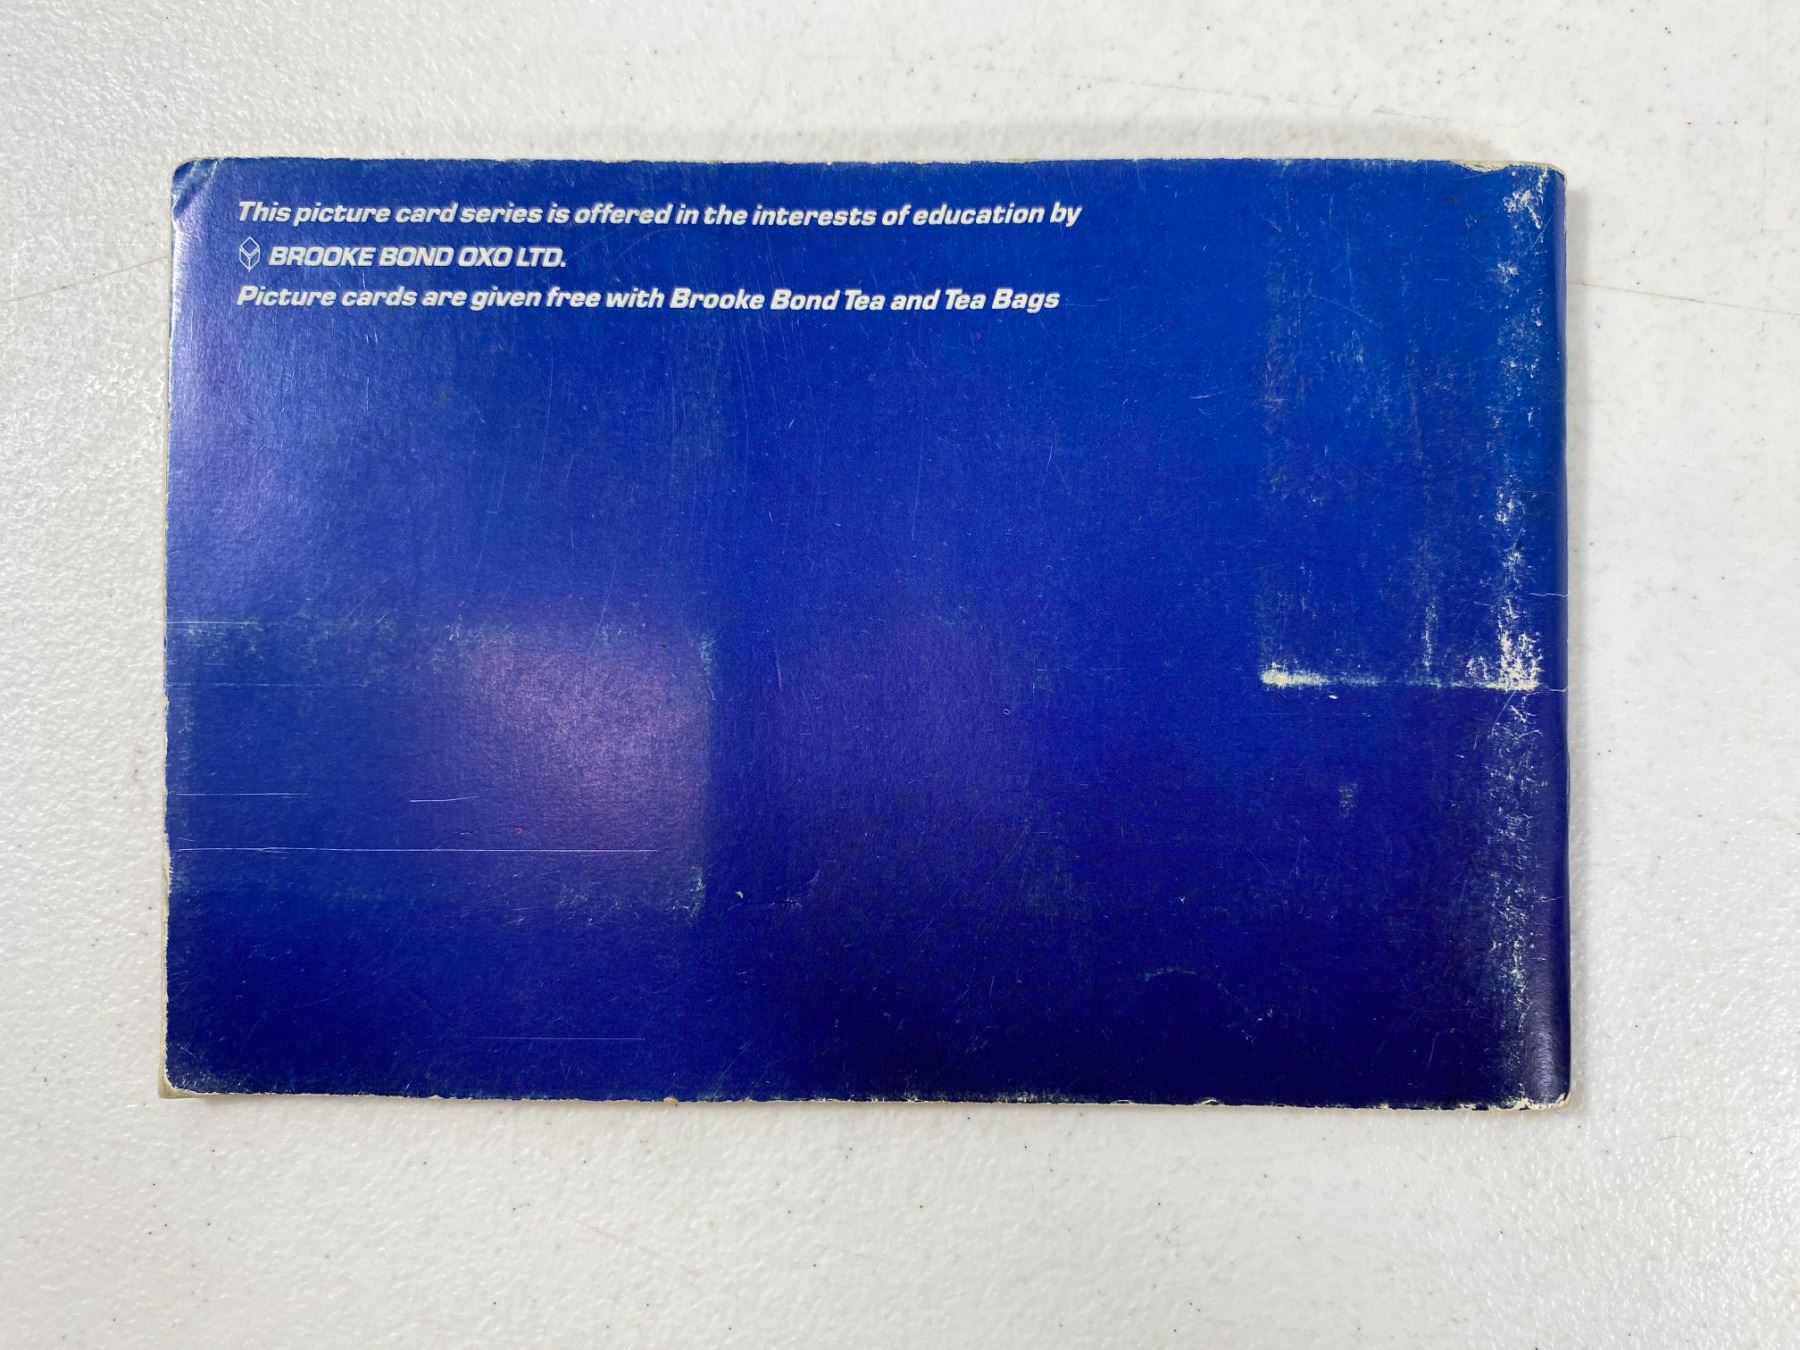 This picture card series is offered in the interests of education by
BROOKE BOND OXO LTD.
Picture cards are given free with Brooke Bond Tea and Tea Bags